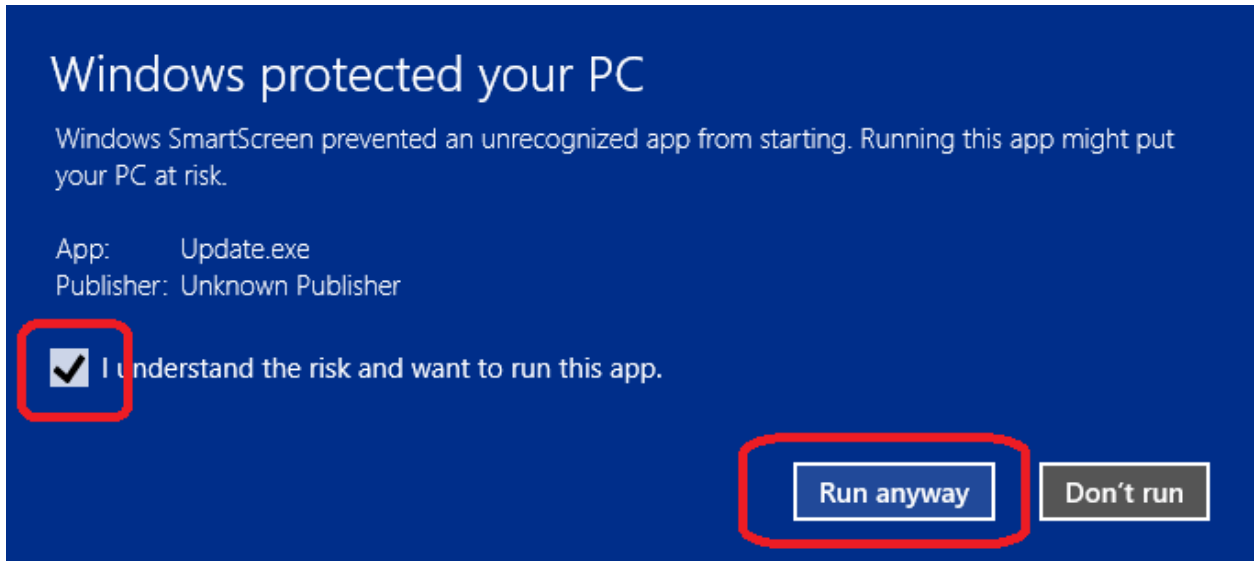 Windows protected your PC
Windows SmartScreen prevented an unrecognized app from starting. Running this app might put
your PC at risk.
App: Update.exe
Publisher: Unknown Publisher
I understand the risk and want to run this app.
Run anyway Don't run